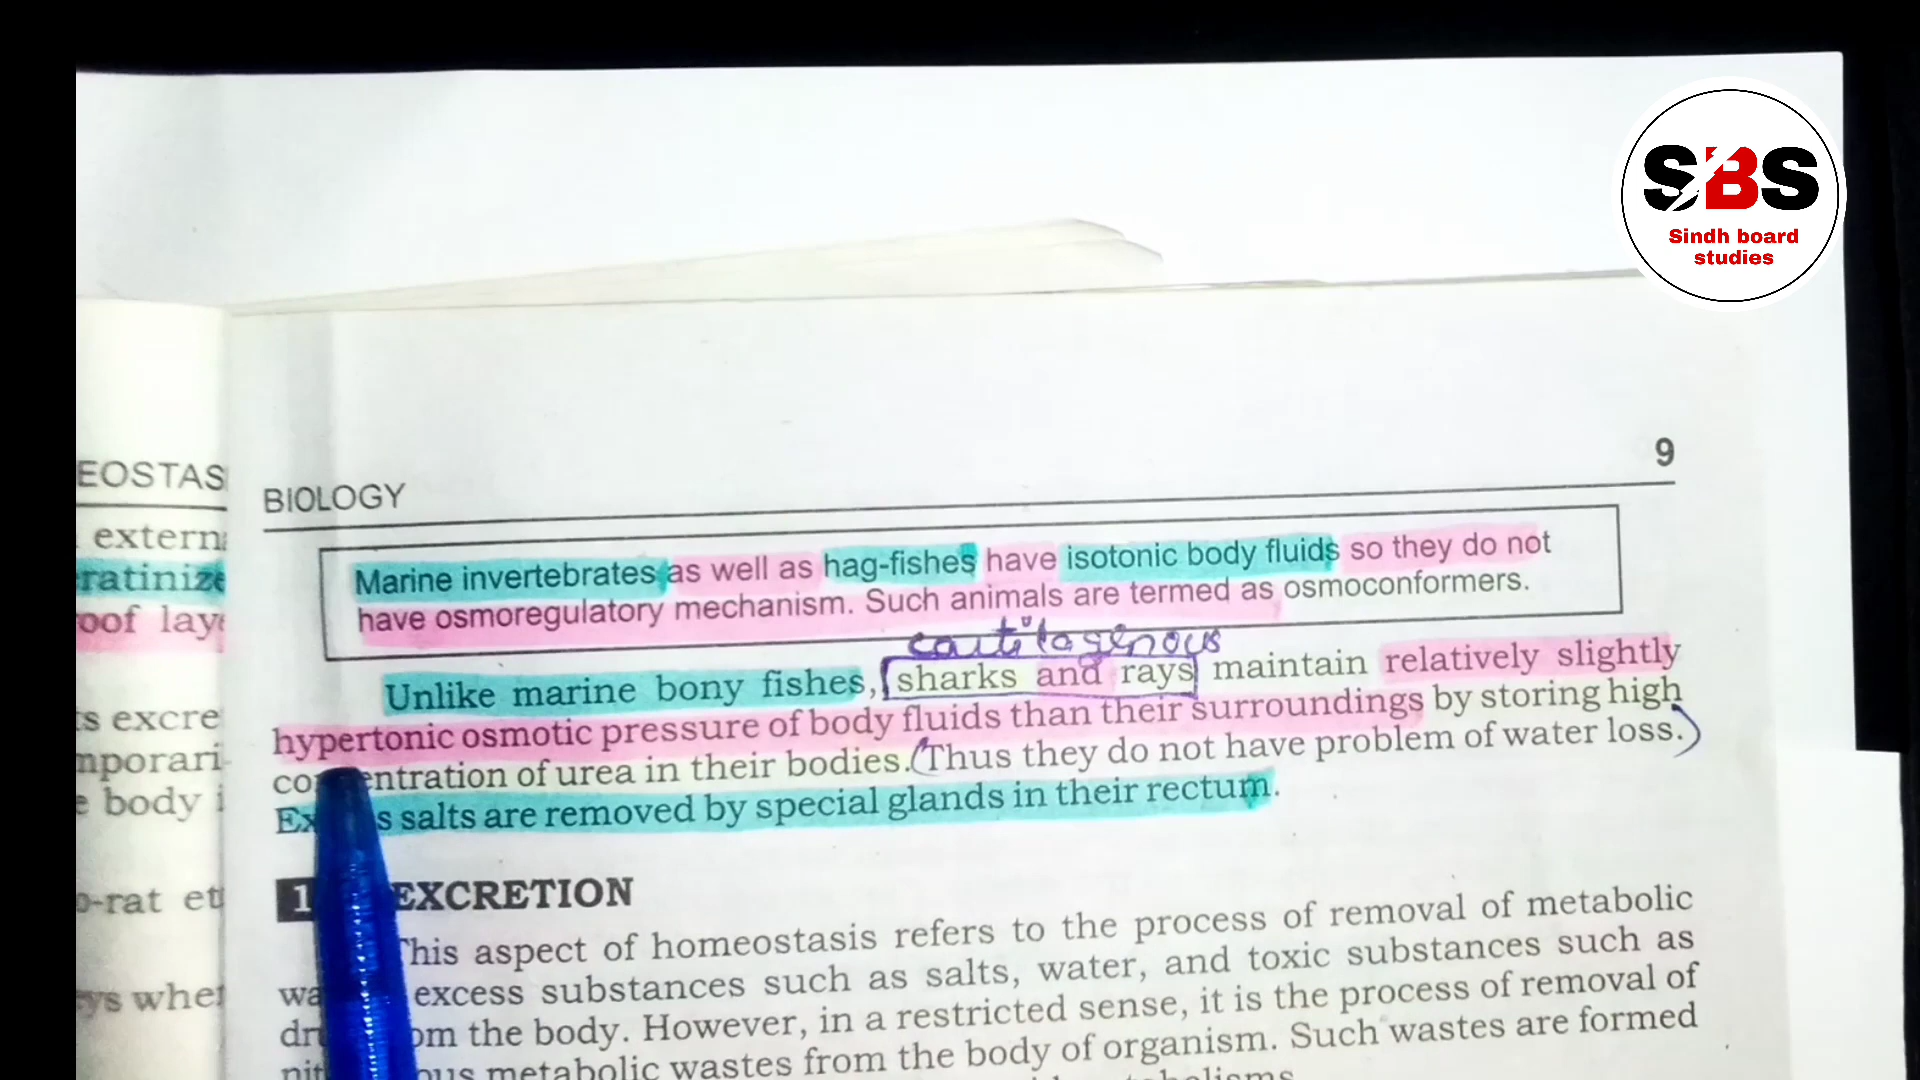 SBS
Sindh board
studies
EOSTAS
extern
ratinize
oof lay
s excre
mporari-
e body i
o-rat et
ys whe
9
BIOLOGY
Marine invertebrates as well as hag-fishes have isotonic body fluids so they do not
have osmoregulatory mechanism. Such animals are termed as osmoconformers.
cartilagenous
Unlike marine bony fishes, sharks and rays maintain relatively slightly
hypertonic osmotic pressure of body fluids than their surroundings by storing high
co entration of urea in their bodies. (Thus they do not have problem of water loss.)
Ex s salts are removed by special glands in their rectum.
1 EXCRETION
This aspect of homeostasis refers to the process of removal of metabolic
wa excess substances such as salts, water, and toxic substances such as
dr om the body. However, in a restricted sense, it is the process of removal of
nit ous metabolic wastes from the body of organism. Such wastes are formed